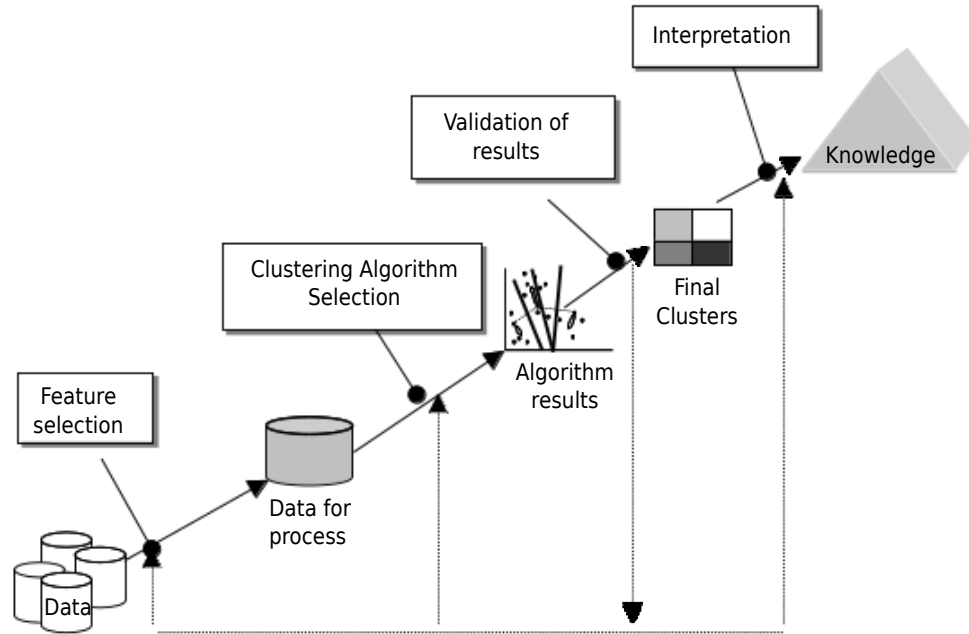 Interpretation
Validation of
results
Knowledge
Clustering Algorithm
Selection
Final
Clusters
Algorithm
results
Feature
selection
Data for
process
Data